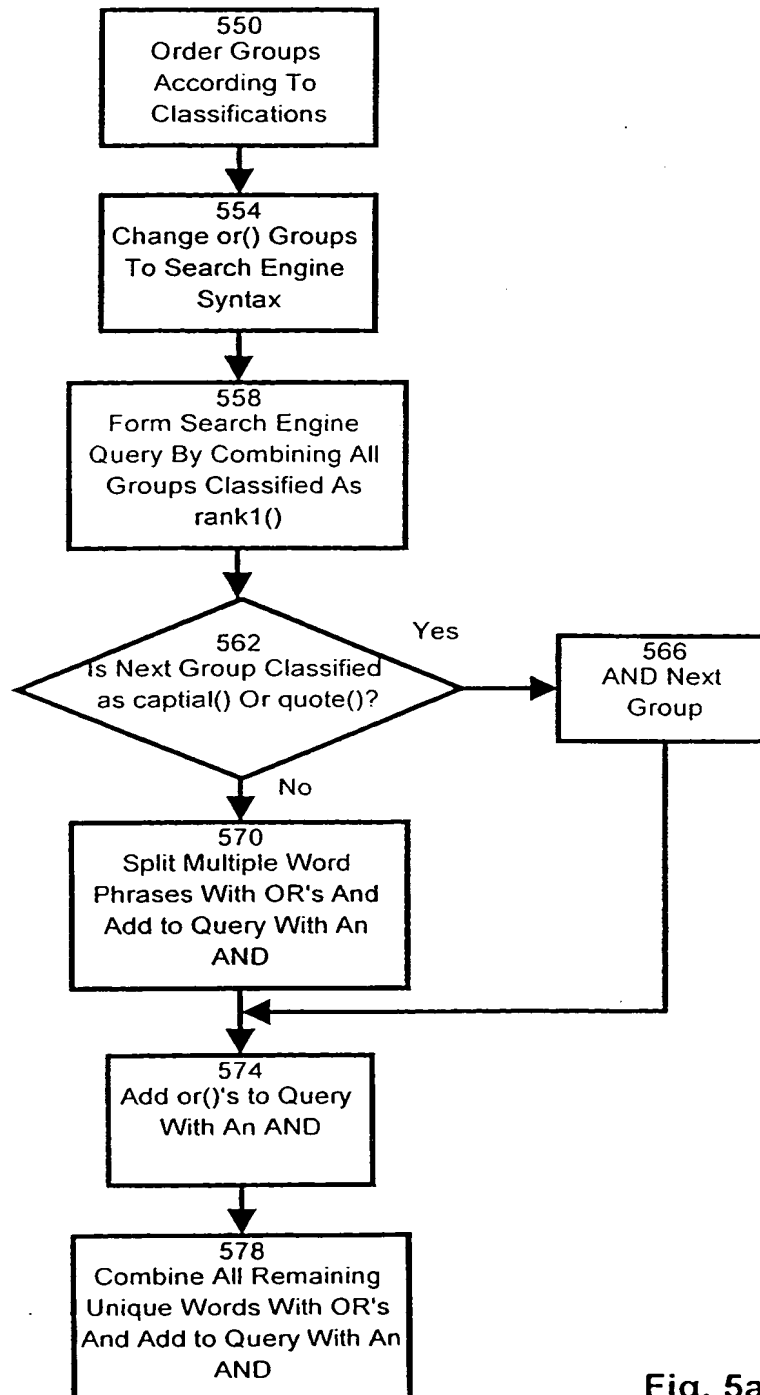 550
Order Groups
According To
Classifications
554
Change or() Groups
To Search Engine
Syntax
558
Form Search Engine
Query By Combining All
Groups Classified As
rank1()
562
Is Next Group Classified
as captial() Or quote()?
Yes
566
AND Next
Group
No
570
Split Multiple Word
Phrases With OR's And
Add to Query With An
AND
574
Add or()'s to Query
With An AND
578
Combine All Remaining
Unique Words With OR's
And Add to Query With An
AND
Fig. 5a